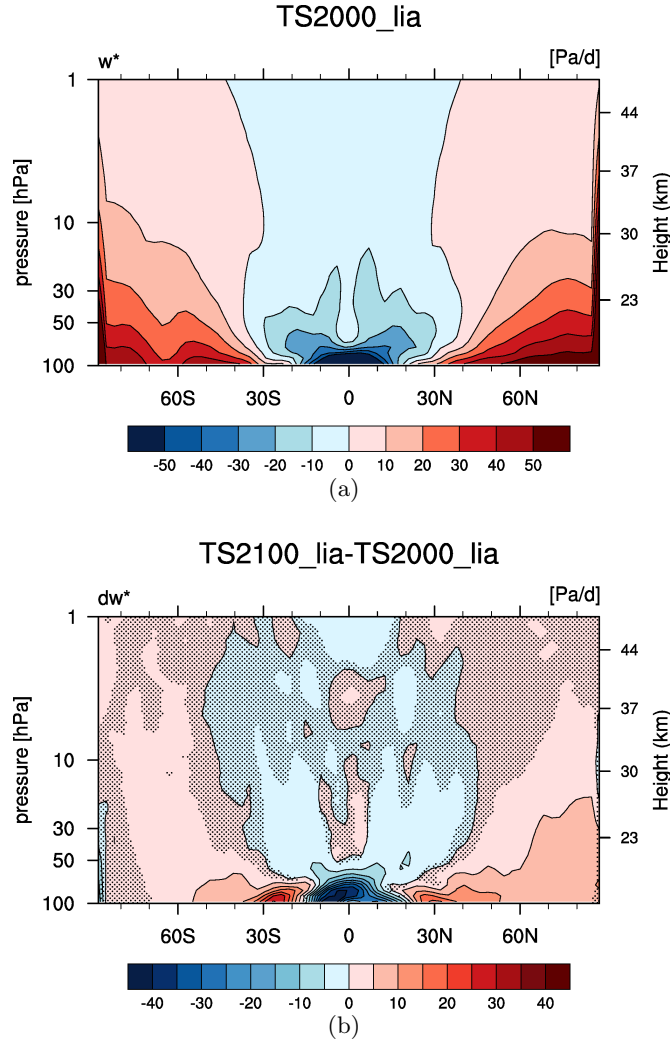 TS2000_lia
w*
[Pa/d]
1
10
30
50
100
pressure [hPa]
44
37
30
23
Height (km)
60S 30S 0 30N 60N
-50 -40 -30 -20 -10 0 10 20 30 40 50
(a)
TS2100_lia-TS2000_lia
dw*
[Pa/d]
1
10
30
50
100
pressure [hPa]
44
37
30
23
Height (km)
60S 30S 0 30N 60N
-40 -30 -20 -10 0 10 20 30 40
(b)